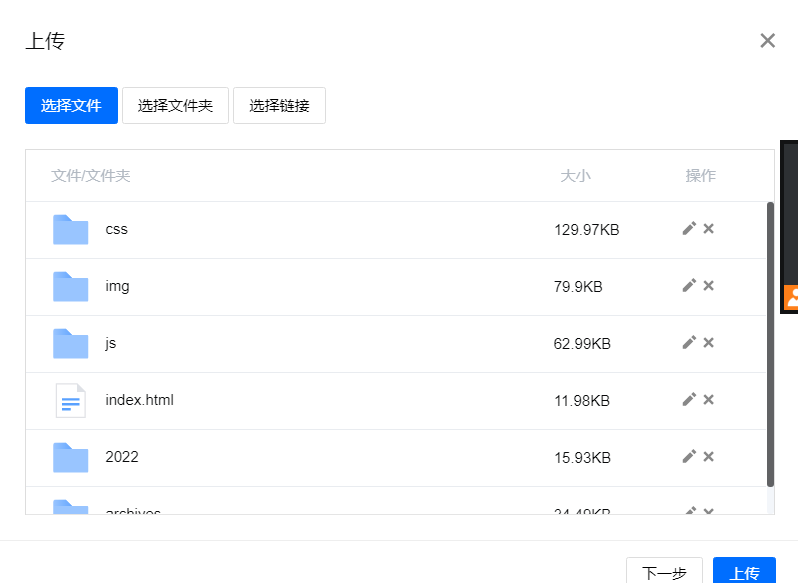 上传
选择文件 选择文件夹 选择链接
文件/文件夹 大小 操作
css 129.97KB
img 79.9KB
js 62.99KB
index.html 11.98KB
2022 15.93KB
archives 24.49KB
下一步 上传